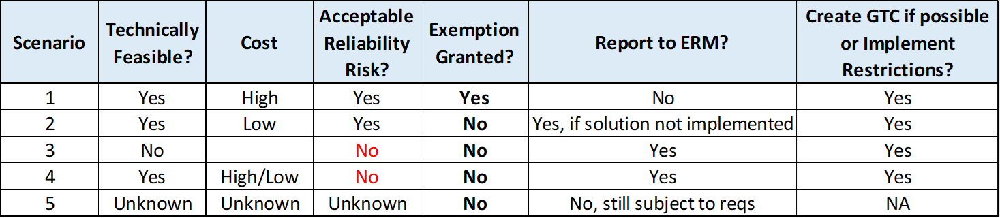 Scenario Technically Feasible? Cost Acceptable Reliability Risk? Exemption Granted? Report to ERM? Create GTC if possible or Implement Restrictions?
1 Yes High Yes Yes No Yes
2 Yes Low Yes No Yes, if solution not implemented Yes
3 No No No Yes Yes
4 Yes High/Low No No Yes Yes
5 Unknown Unknown Unknown No No, still subject to reqs NA